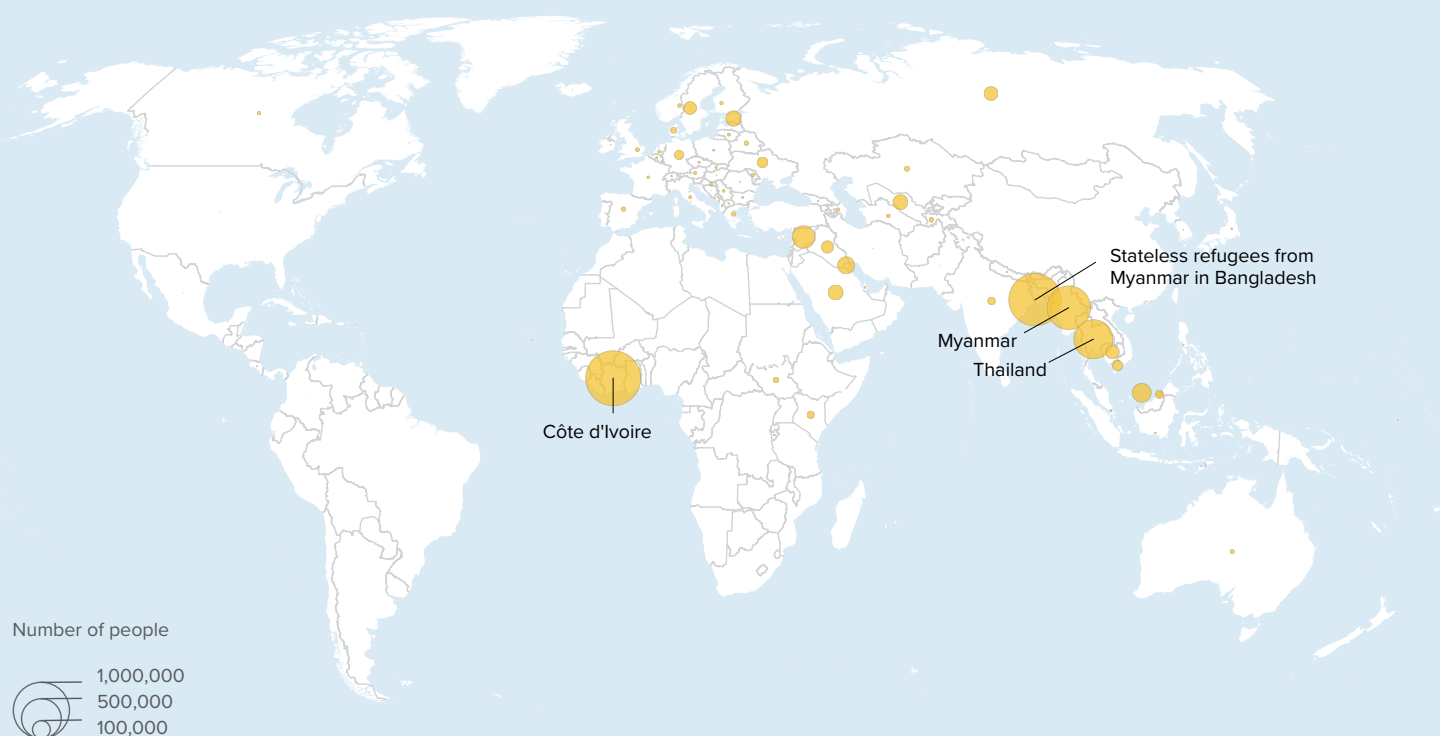 Stateless refugees from
Myanmar in Bangladesh
Myanmar
Thailand
Côte d'Ivoire
Number of people
1,000,000
500,000
100,000